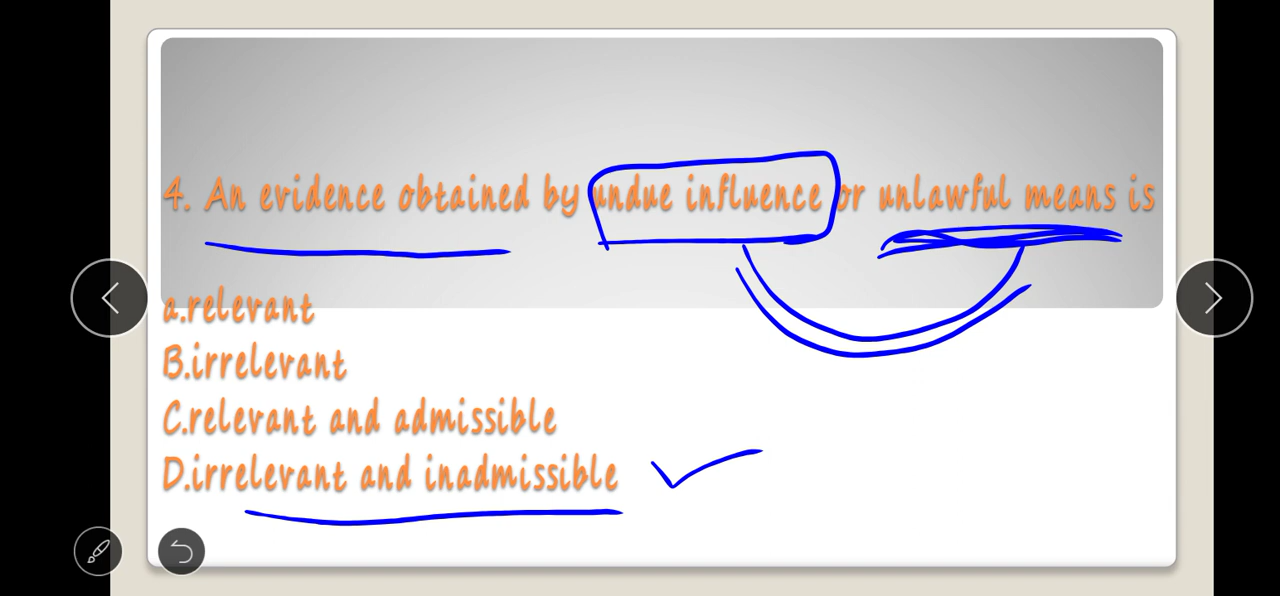 4. An evidence obtained by undue influence or unlawful means is
a.relevant
B.irrelevant
C.relevant and admissible
D.irrelevant and inadmissible